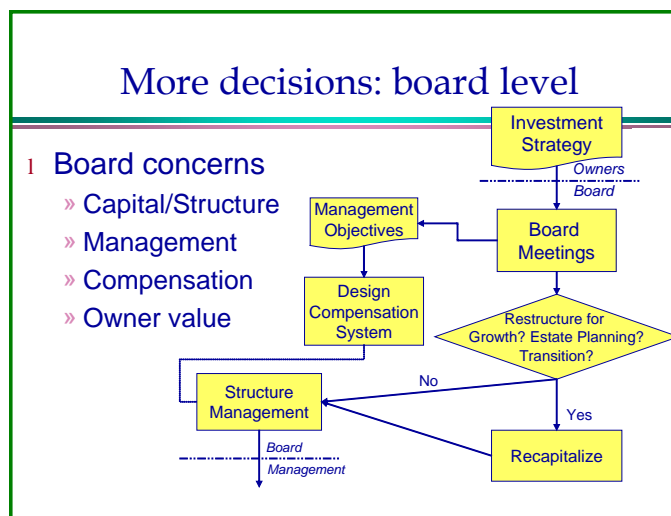 More decisions: board level
l Board concerns
» Capital/Structure
» Management
» Compensation
» Owner value
Investment
Strategy
Owners
Board
Management
Objectives
Board
Meetings
Design
Compensation
System
Restructure for
Growth? Estate Planning?
Transition?
No
Yes
Structure
Management
Recapitalize
Board
Management